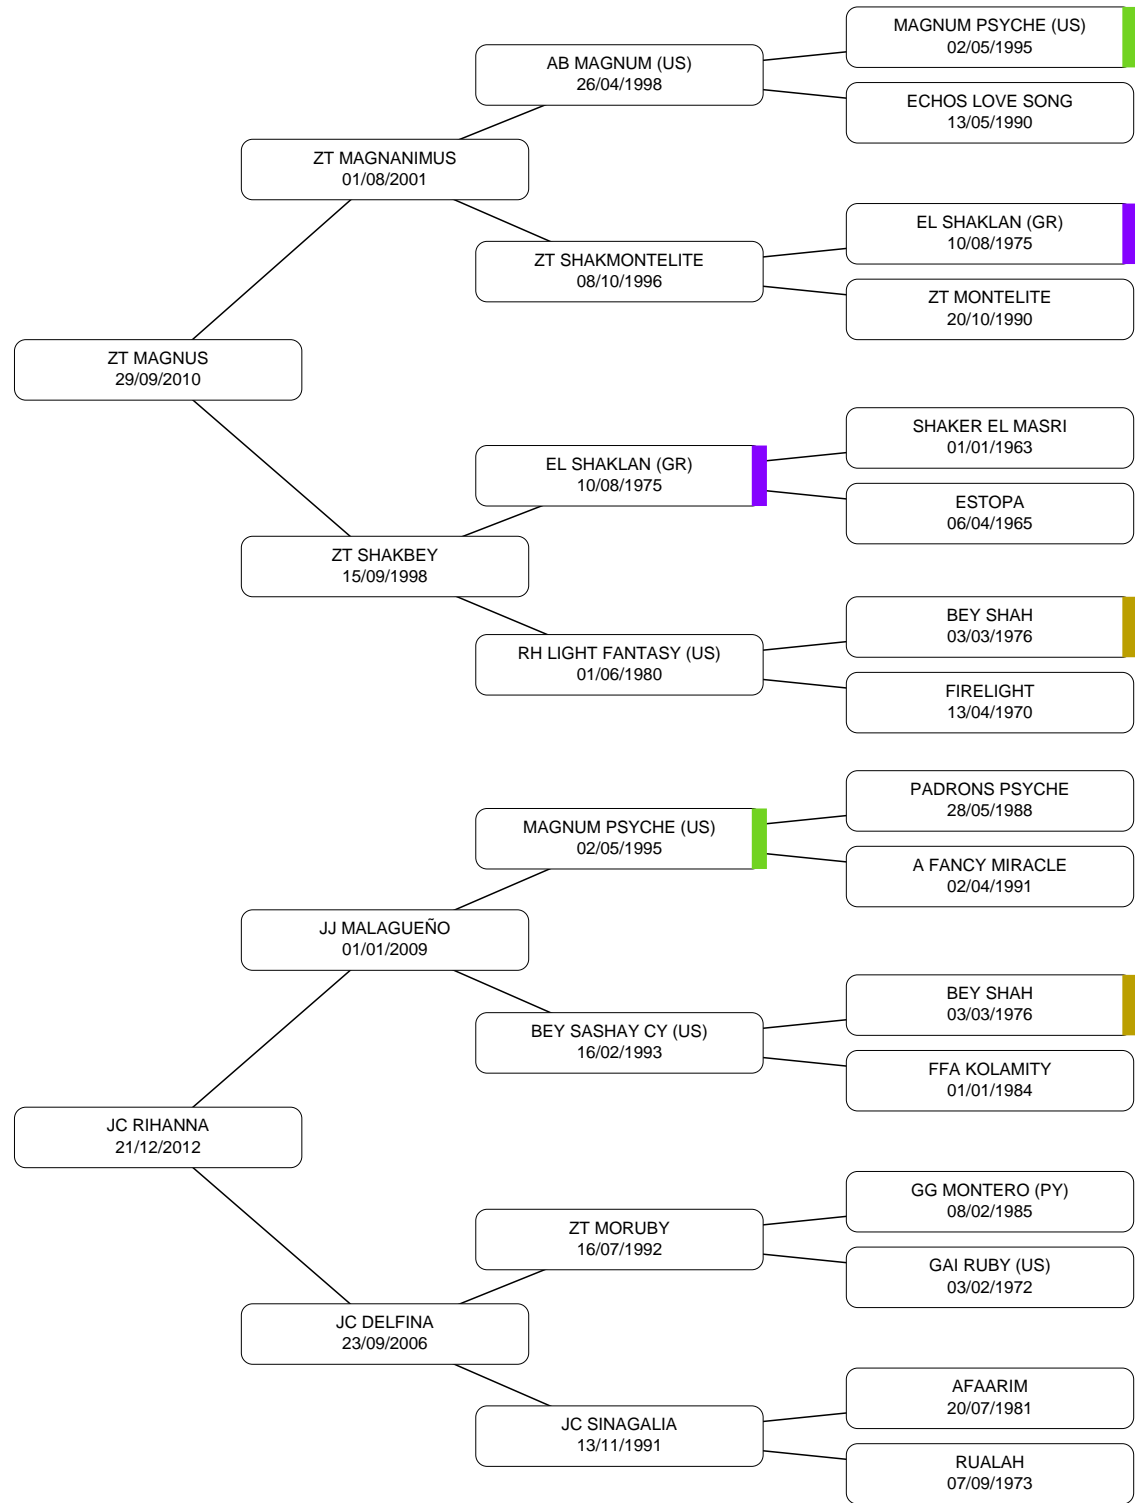 MAGNUM PSYCHE (US)
02/05/1995
AB MAGNUM (US)
26/04/1998
ECHOS LOVE SONG
13/05/1990
ZT MAGNANIMUS
01/08/2001
EL SHAKLAN (GR)
10/08/1975
ZT SHAKMONTELITE
08/10/1996
ZT MONTELITE
20/10/1990
ZT MAGNUS
29/09/2010
SHAKER EL MASRI
01/01/1963
EL SHAKLAN (GR)
10/08/1975
ESTOPA
06/04/1965
ZT SHAKBEY
15/09/1998
BEY SHAH
03/03/1976
RH LIGHT FANTASY (US)
01/06/1980
FIRELIGHT
13/04/1970
PADRONS PSYCHE
28/05/1988
MAGNUM PSYCHE (US)
02/05/1995
A FANCY MIRACLE
02/04/1991
JJ MALAGUEÑO
01/01/2009
BEY SHAH
03/03/1976
BEY SASHAY CY (US)
16/02/1993
FFA KOLAMITY
01/01/1984
JC RIHANNA
21/12/2012
GG MONTERO (PY)
08/02/1985
ZT MORUBY
16/07/1992
GAI RUBY (US)
03/02/1972
JC DELFINA
23/09/2006
AFAARIM
20/07/1981
JC SINAGALIA
13/11/1991
RUALAH
07/09/1973